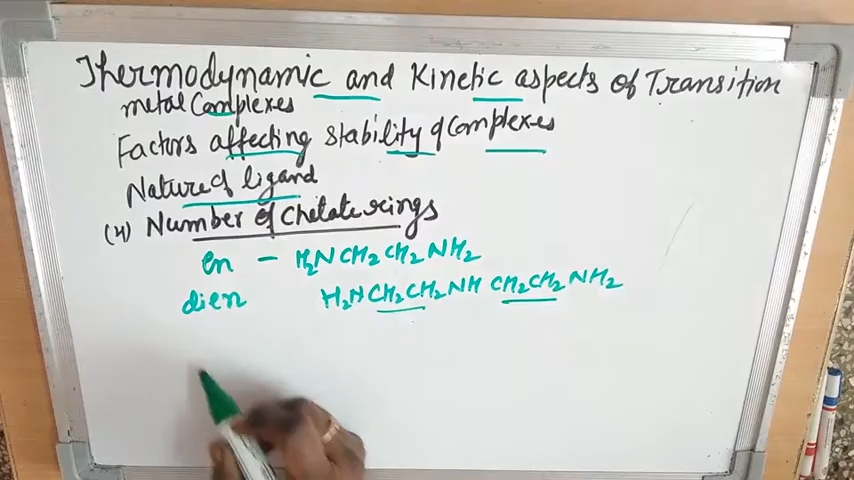 Thermodynamic and Kinetic aspects of Transition
metal Complexes
Factors affecting stability of Complexes
Nature of ligand
(4) Number of Chelate rings
en - H2NCH2CH2NH2
dien H2NCH2CH2NH CH2CH2NH2